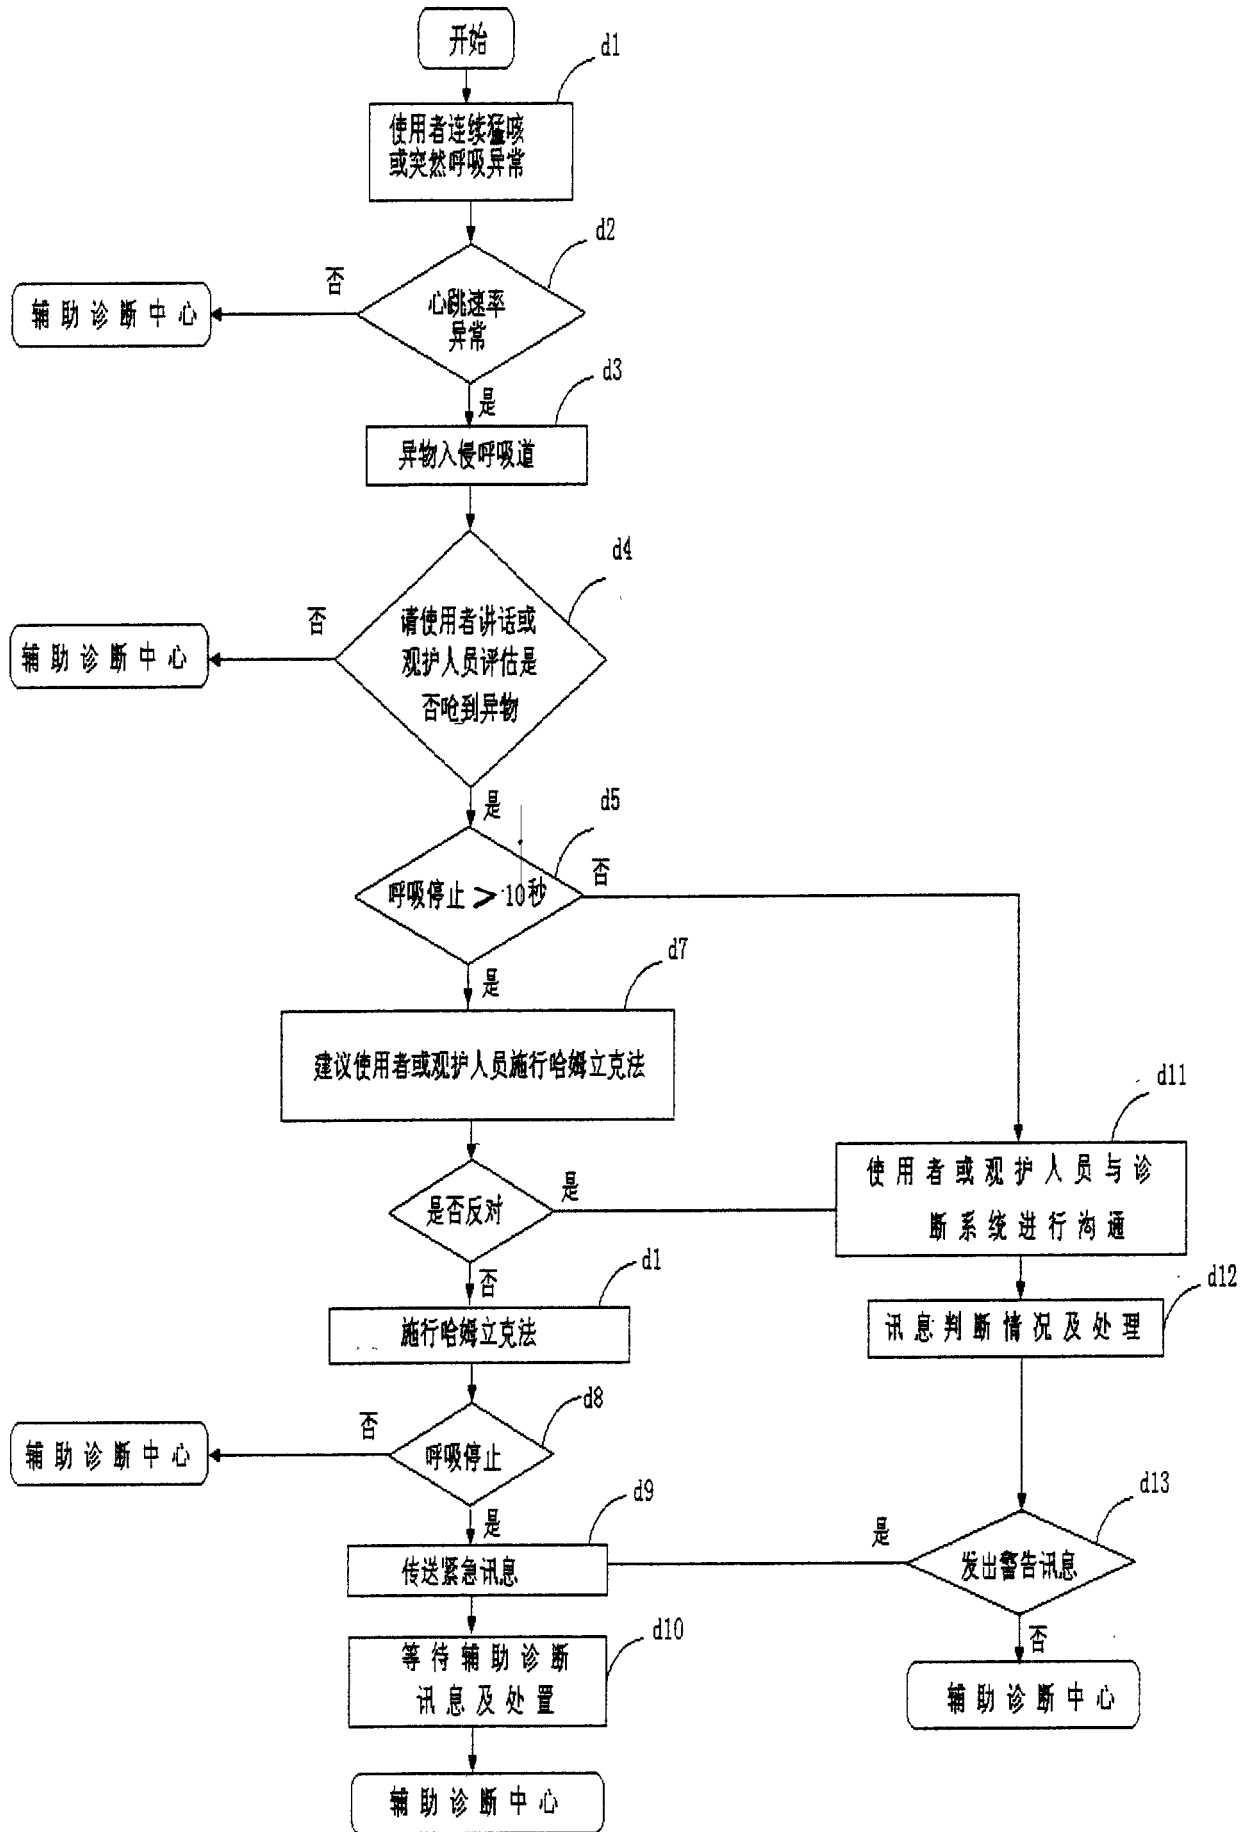 开始
d1
使用者连续猛咳
或突然呼吸异常
d2
心跳速率
异常
否
辅助诊断中心
是
d3
异物入侵呼吸道
d4
请使用者讲话或
观护人员评估是
否呛到异物
否
辅助诊断中心
是
d5
呼吸停止 > 10秒
否
是
d7
建议使用者或观护人员施行哈姆立克法
d11
使用者或观护人员与诊
断系统进行沟通
是否反对
是
否
d1
施行哈姆立克法
d12
讯息判断情况及处理
d8
呼吸停止
否
辅助诊断中心
是
d9
传送紧急讯息
d13
发出警告讯息
是
否
辅助诊断中心
d10
等待辅助诊断
讯息及处置
辅助诊断中心